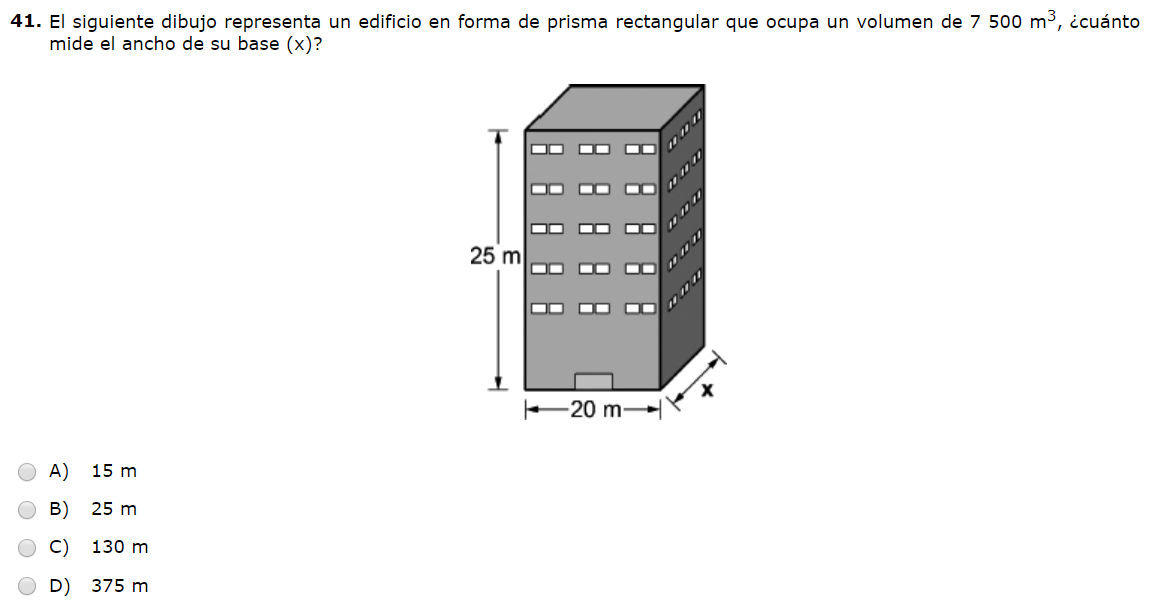 41. El siguiente dibujo representa un edificio en forma de prisma rectangular que ocupa un volumen de 7 500 m³, ¿cuánto
mide el ancho de su base (x)?
25 m
x
20 m
A) 15 m
B) 25 m
C) 130 m
D) 375 m